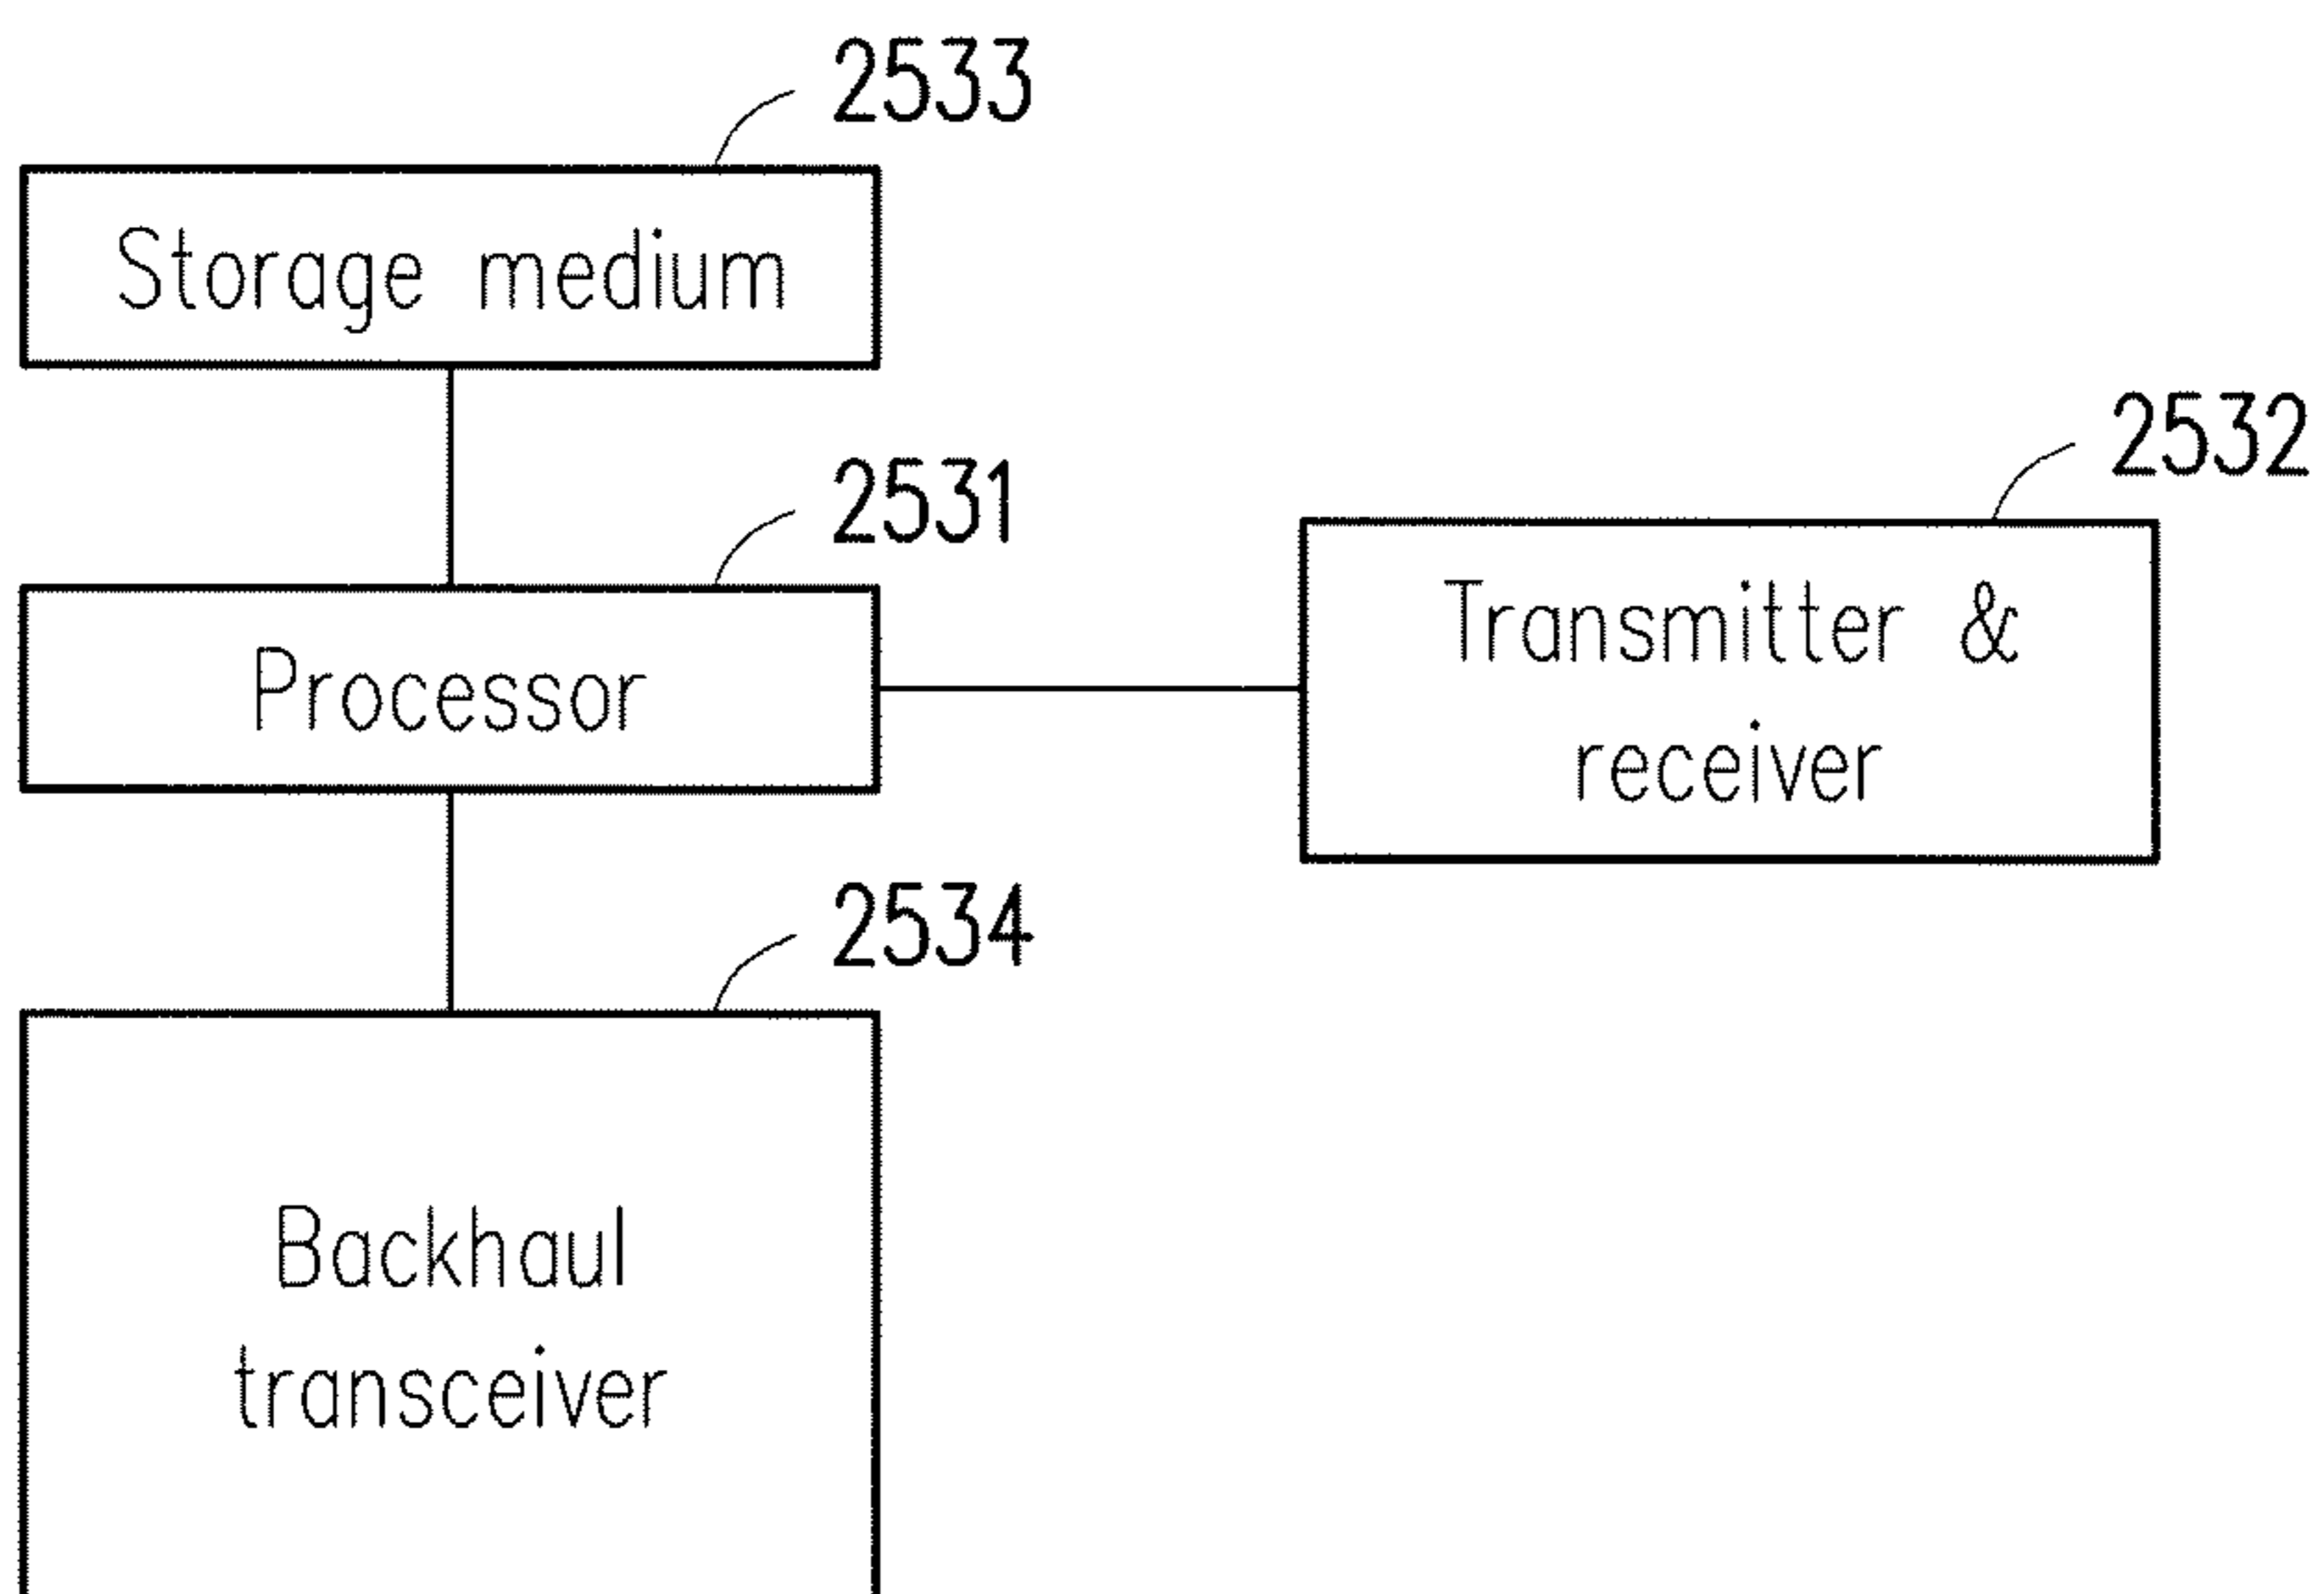 2533
Storage medium
2531
Processor
2532
Transmitter &
receiver
2534
Backhaul
transceiver